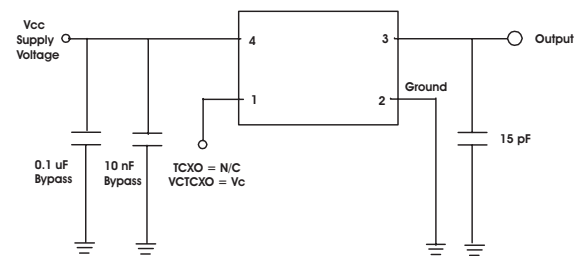 Vcc
Supply
Voltage
4
3
Output
1
Ground
2
0.1 uF
Bypass
10 nF
Bypass
TCXO = N/C
VCTCXO = Vc
15 pF